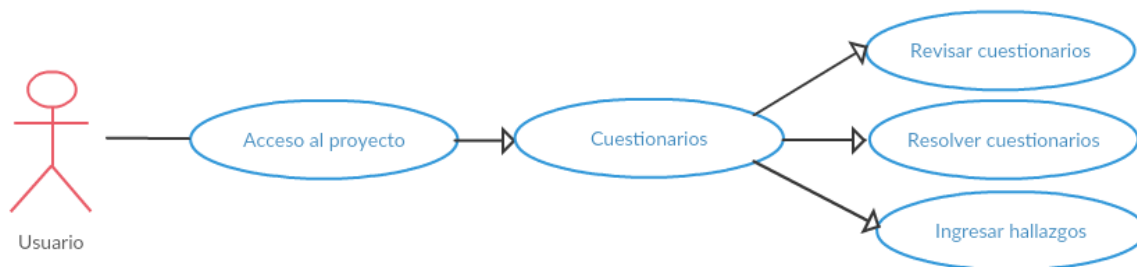 Revisar cuestionarios
Acceso al proyecto
Cuestionarios
Resolver cuestionarios
Ingresar hallazgos
Usuario